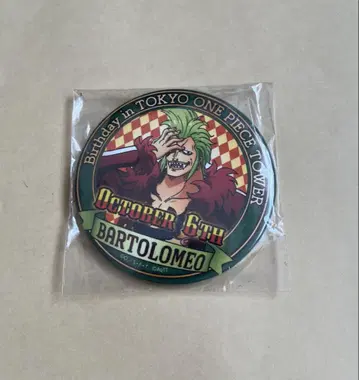 Birthday in TOKYO ONE PIECE TOWER
OCTOBER 6TH
BARTOLOMEO